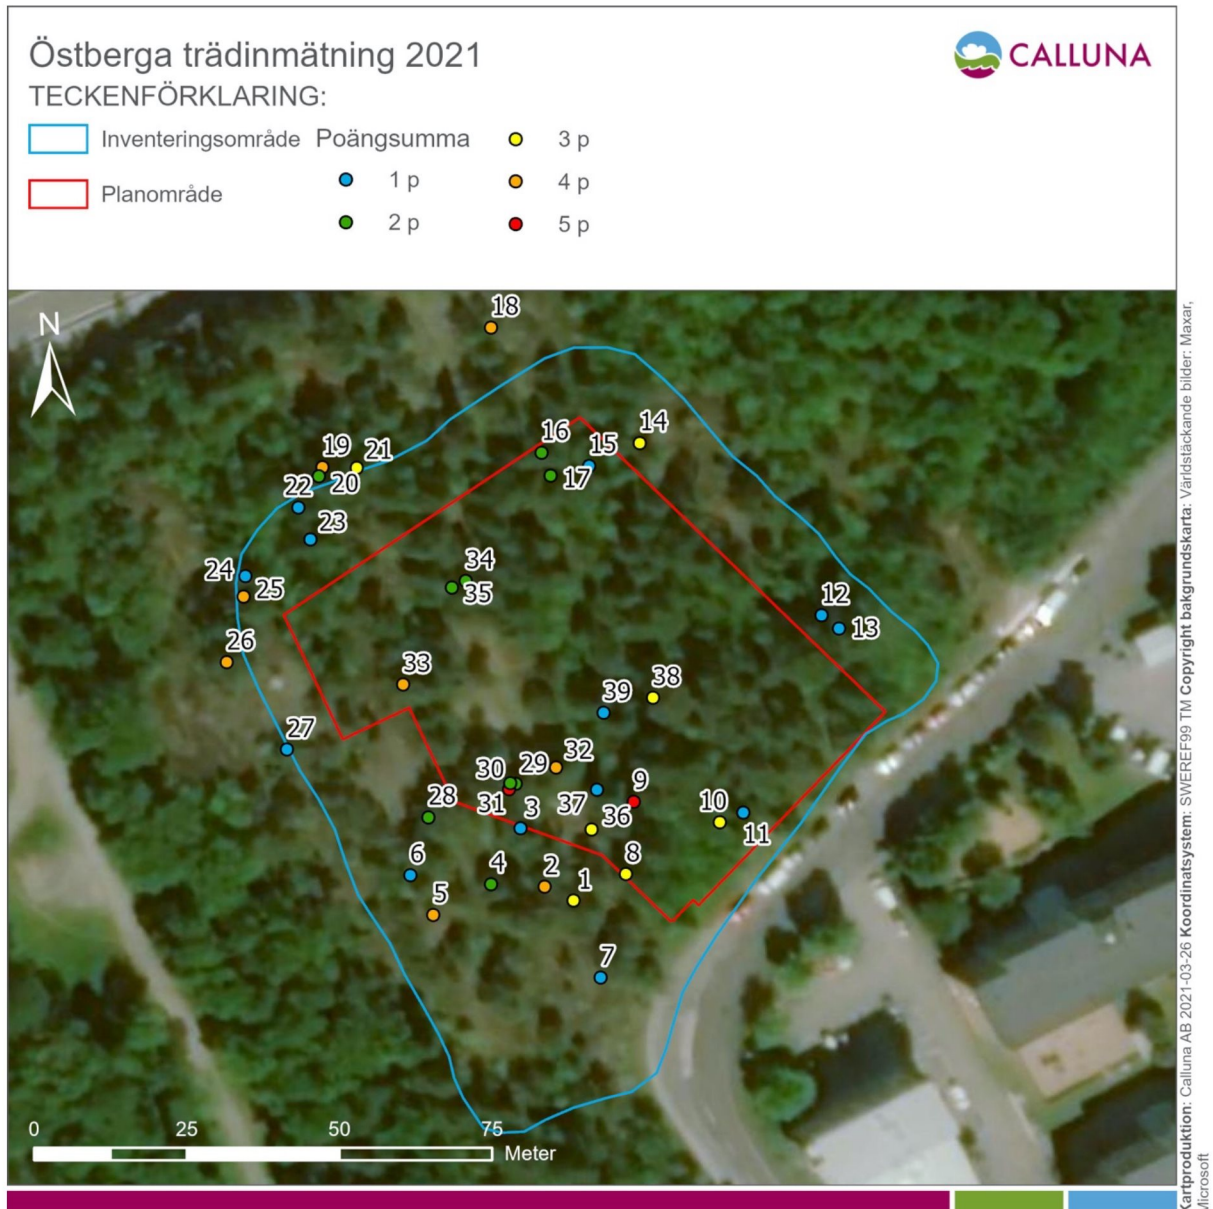 Östberga trädinmätning 2021
CALLUNA
TECKENFÖRKLARING:
Inventeringsområde
Planområde
Poängsumma
1 p
2 p
3 p
4 p
5 p
N
18
14
16
15
17
19
21
20
22
23
24
25
26
34
35
12
13
33
38
39
27
32
29
30
31
9
37
10
28
3
36
11
8
6
4
2
1
5
7
0 25 50 75
Meter
Kartproduktion: Calluna AB 2021-03-26 Koordinatsystem: SWEREF99 TM Copyright bakgrundskarta: Världstäckande bilder: Maxar,
Microsoft